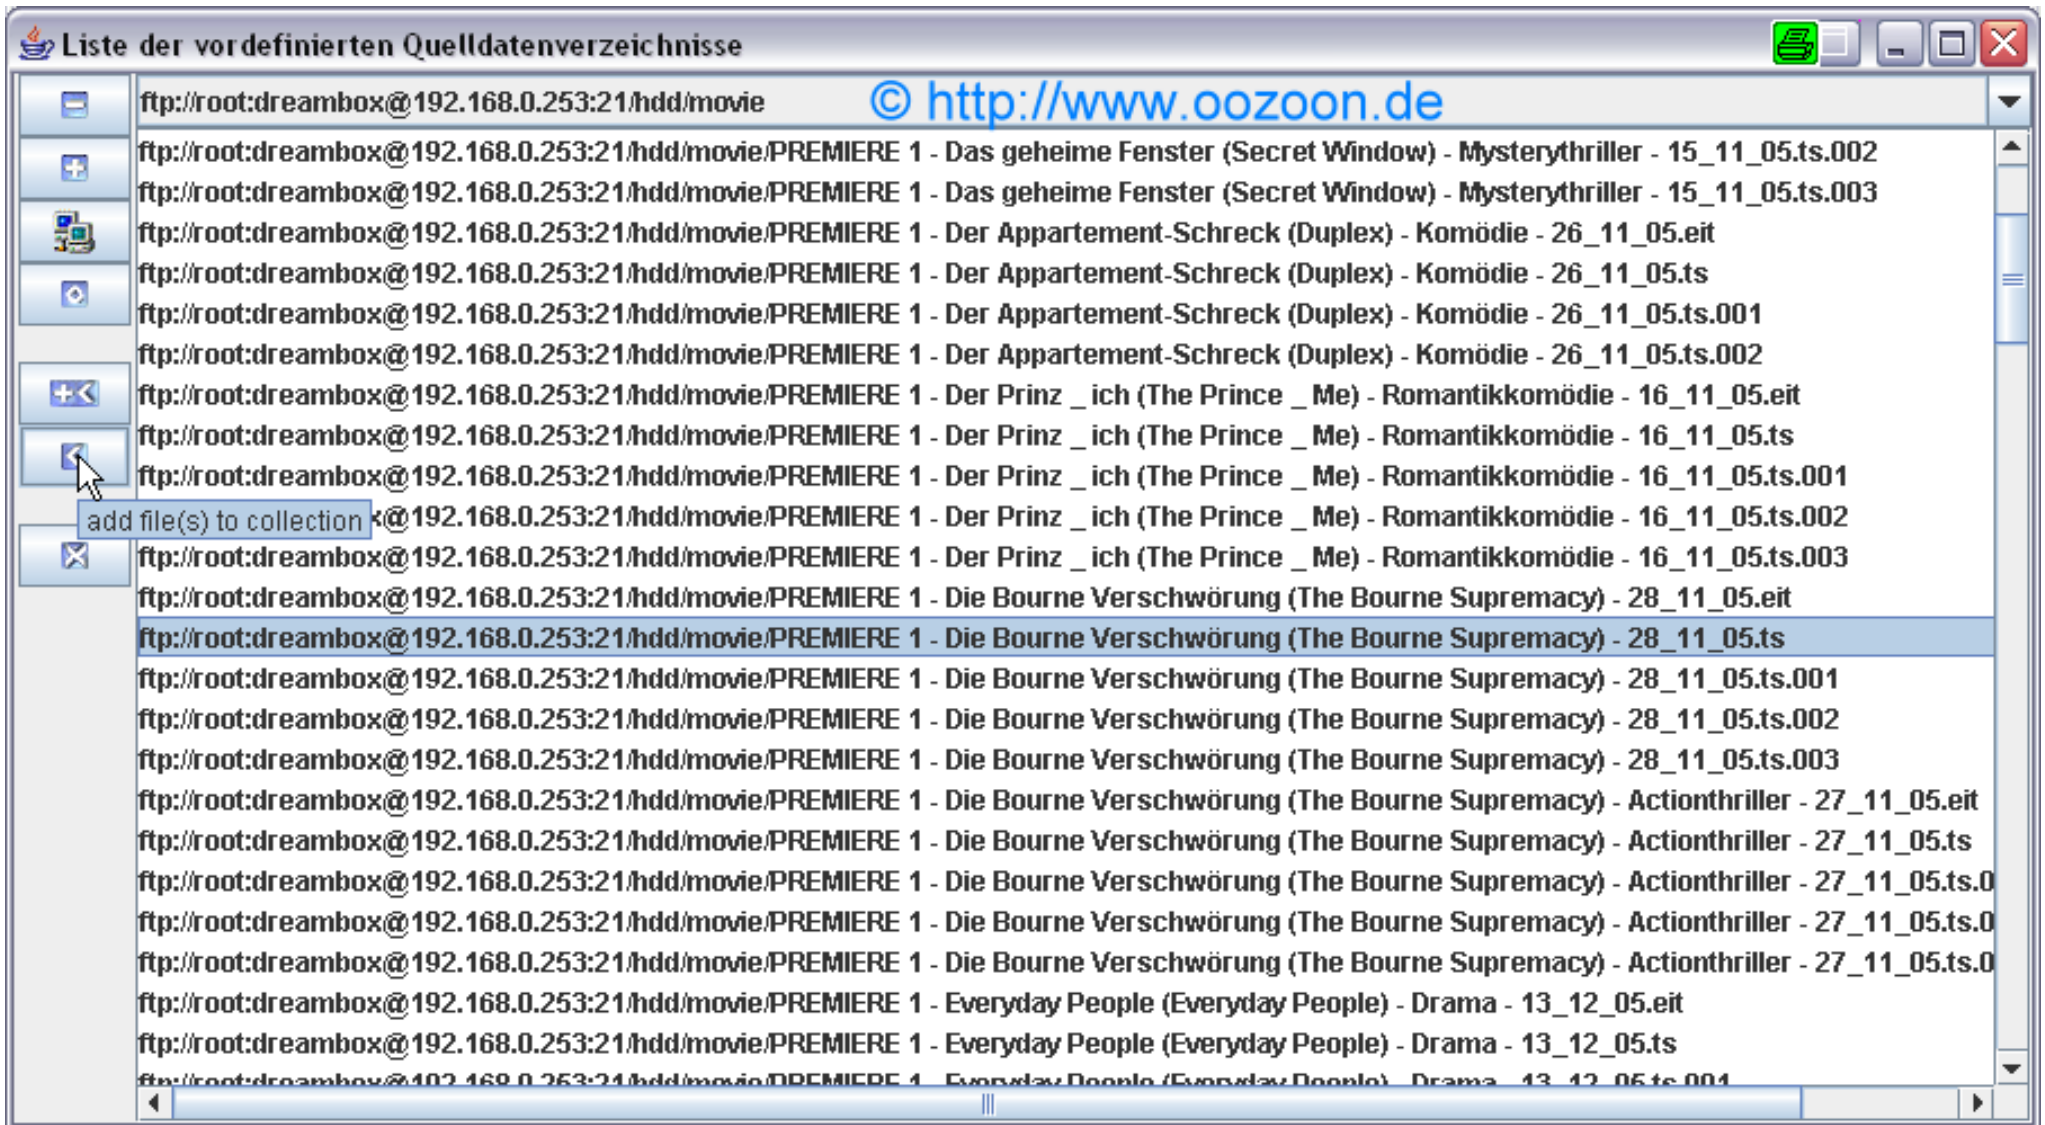 Liste der vordefinierten Quelldatenverzeichnisse
ftp://root:dreambox@192.168.0.253:21/hdd/movie
© http://www.oozoon.de
ftp://root:dreambox@192.168.0.253:21/hdd/movie/PREMIERE 1 - Das geheime Fenster (Secret Window) - Mysterythriller - 15_11_05.ts.002
ftp://root:dreambox@192.168.0.253:21/hdd/movie/PREMIERE 1 - Das geheime Fenster (Secret Window) - Mysterythriller - 15_11_05.ts.003
ftp://root:dreambox@192.168.0.253:21/hdd/movie/PREMIERE 1 - Der Appartement-Schreck (Duplex) - Komödie - 26_11_05.eit
ftp://root:dreambox@192.168.0.253:21/hdd/movie/PREMIERE 1 - Der Appartement-Schreck (Duplex) - Komödie - 26_11_05.ts
ftp://root:dreambox@192.168.0.253:21/hdd/movie/PREMIERE 1 - Der Appartement-Schreck (Duplex) - Komödie - 26_11_05.ts.001
ftp://root:dreambox@192.168.0.253:21/hdd/movie/PREMIERE 1 - Der Appartement-Schreck (Duplex) - Komödie - 26_11_05.ts.002
ftp://root:dreambox@192.168.0.253:21/hdd/movie/PREMIERE 1 - Der Prinz _ ich (The Prince _ Me) - Romantikkomödie - 16_11_05.eit
ftp://root:dreambox@192.168.0.253:21/hdd/movie/PREMIERE 1 - Der Prinz _ ich (The Prince _ Me) - Romantikkomödie - 16_11_05.ts
ftp://root:dreambox@192.168.0.253:21/hdd/movie/PREMIERE 1 - Der Prinz _ ich (The Prince _ Me) - Romantikkomödie - 16_11_05.ts.001
add file(s) to collection
@192.168.0.253:21/hdd/movie/PREMIERE 1 - Der Prinz _ ich (The Prince _ Me) - Romantikkomödie - 16_11_05.ts.002
ftp://root:dreambox@192.168.0.253:21/hdd/movie/PREMIERE 1 - Der Prinz _ ich (The Prince _ Me) - Romantikkomödie - 16_11_05.ts.003
ftp://root:dreambox@192.168.0.253:21/hdd/movie/PREMIERE 1 - Die Bourne Verschwörung (The Bourne Supremacy) - 28_11_05.eit
ftp://root:dreambox@192.168.0.253:21/hdd/movie/PREMIERE 1 - Die Bourne Verschwörung (The Bourne Supremacy) - 28_11_05.ts
ftp://root:dreambox@192.168.0.253:21/hdd/movie/PREMIERE 1 - Die Bourne Verschwörung (The Bourne Supremacy) - 28_11_05.ts.001
ftp://root:dreambox@192.168.0.253:21/hdd/movie/PREMIERE 1 - Die Bourne Verschwörung (The Bourne Supremacy) - 28_11_05.ts.002
ftp://root:dreambox@192.168.0.253:21/hdd/movie/PREMIERE 1 - Die Bourne Verschwörung (The Bourne Supremacy) - 28_11_05.ts.003
ftp://root:dreambox@192.168.0.253:21/hdd/movie/PREMIERE 1 - Die Bourne Verschwörung (The Bourne Supremacy) - Actionthriller - 27_11_05.eit
ftp://root:dreambox@192.168.0.253:21/hdd/movie/PREMIERE 1 - Die Bourne Verschwörung (The Bourne Supremacy) - Actionthriller - 27_11_05.ts
ftp://root:dreambox@192.168.0.253:21/hdd/movie/PREMIERE 1 - Die Bourne Verschwörung (The Bourne Supremacy) - Actionthriller - 27_11_05.ts.0
ftp://root:dreambox@192.168.0.253:21/hdd/movie/PREMIERE 1 - Die Bourne Verschwörung (The Bourne Supremacy) - Actionthriller - 27_11_05.ts.0
ftp://root:dreambox@192.168.0.253:21/hdd/movie/PREMIERE 1 - Die Bourne Verschwörung (The Bourne Supremacy) - Actionthriller - 27_11_05.ts.0
ftp://root:dreambox@192.168.0.253:21/hdd/movie/PREMIERE 1 - Everyday People (Everyday People) - Drama - 13_12_05.eit
ftp://root:dreambox@192.168.0.253:21/hdd/movie/PREMIERE 1 - Everyday People (Everyday People) - Drama - 13_12_05.ts
ftp://root:dreambox@192.168.0.253:21/hdd/movie/PREMIERE 1 - Everyday People (Everyday People) - Drama - 13_12_05.ts.001